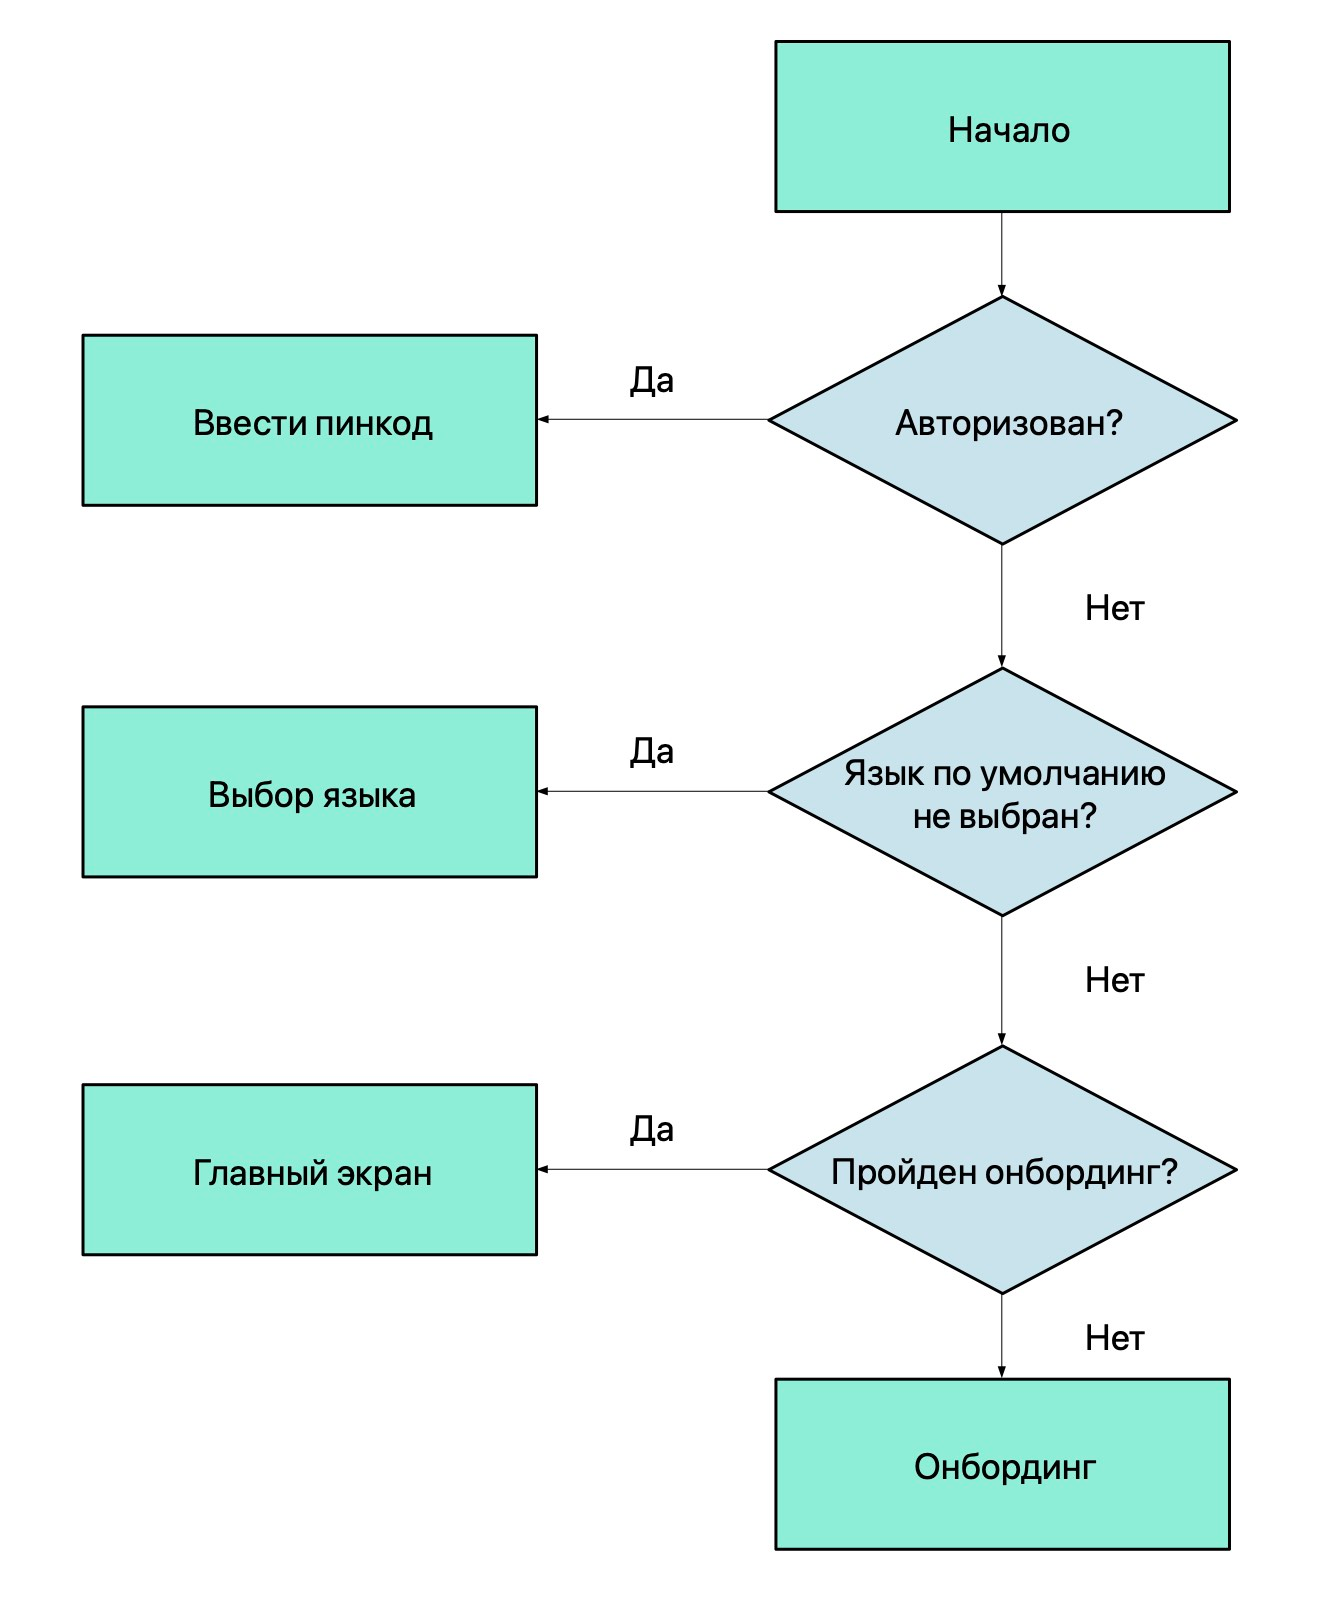 Начало
Да
Ввести пинкод
Авторизован?
Нет
Да
Выбор языка
Язык по умолчанию
не выбран?
Нет
Да
Главный экран
Пройден онбординг?
Нет
Онбординг